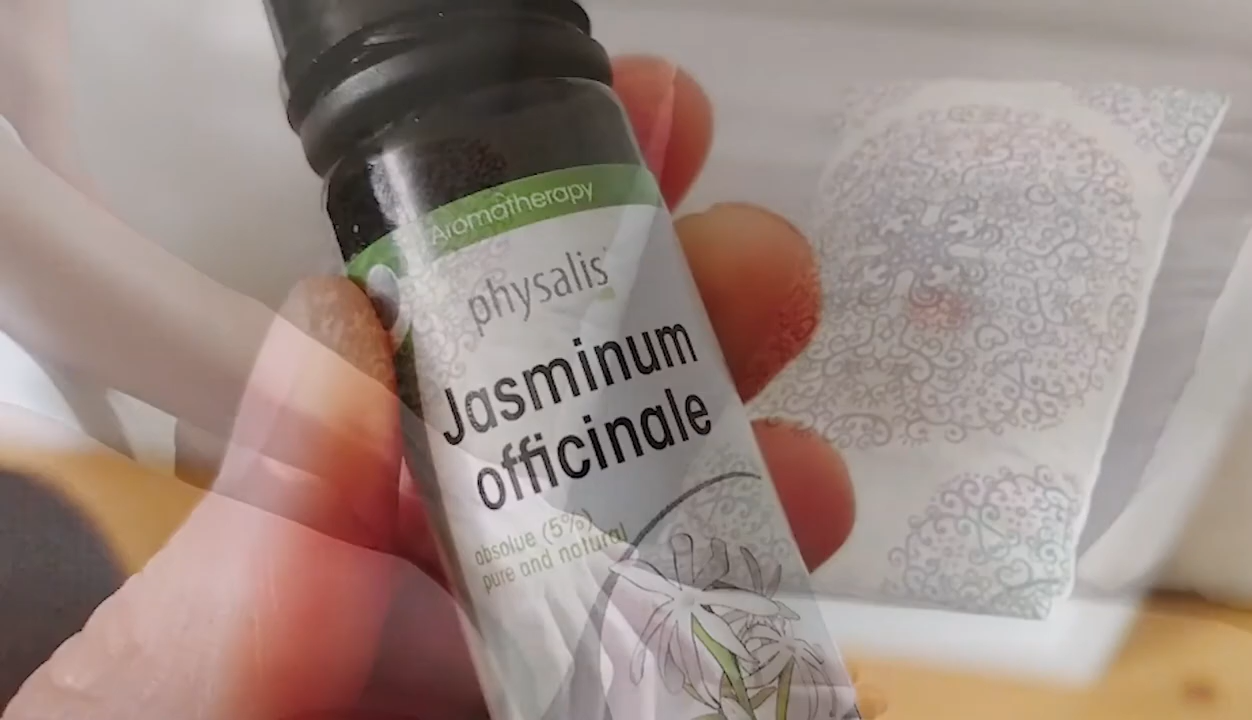 Aromatherapy
physalis
Jasminum
officinale
absolue (5%)
pure and natural